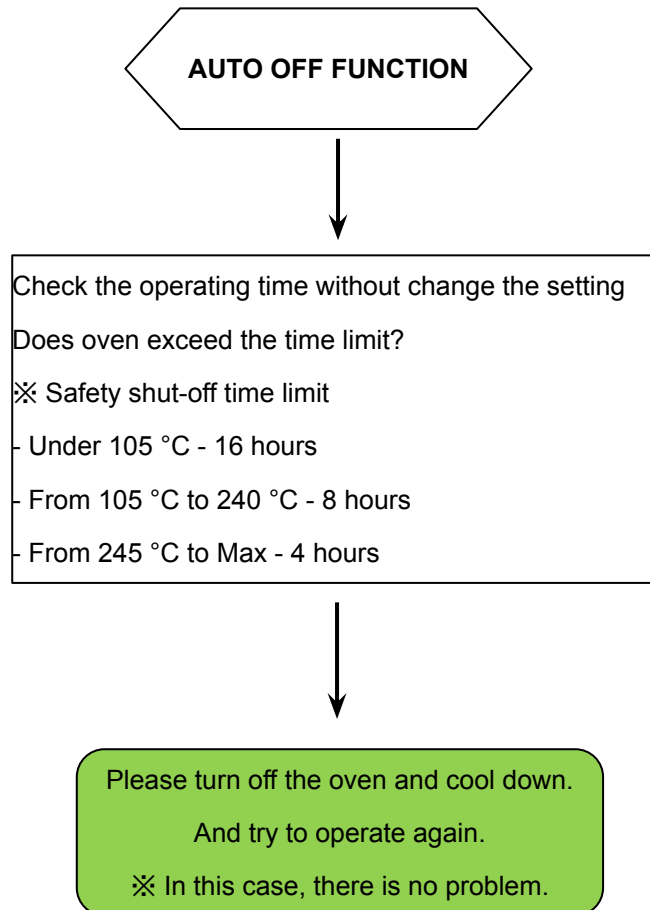 AUTO OFF FUNCTION
Check the operating time without change the setting
Does oven exceed the time limit?
※ Safety shut-off time limit
- Under 105 °C - 16 hours
- From 105 °C to 240 °C - 8 hours
- From 245 °C to Max - 4 hours
Please turn off the oven and cool down.
And try to operate again.
※ In this case, there is no problem.